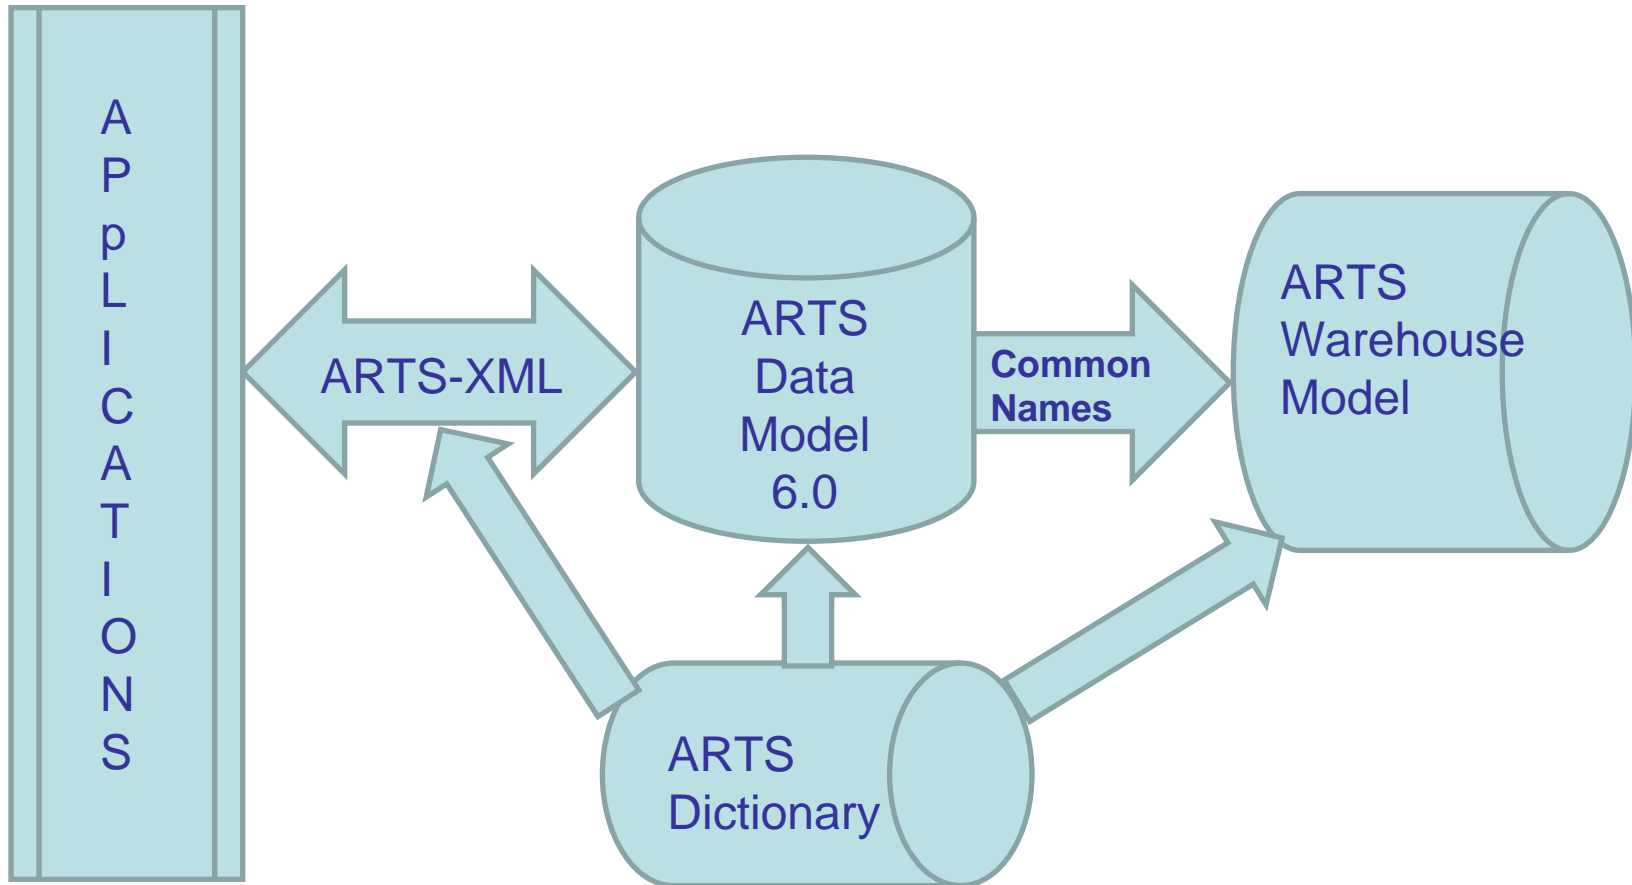 A
P
p
L
I
C
A
T
I
O
N
S
ARTS-XML
ARTS
Data
Model
6.0
Common
Names
ARTS
Warehouse
Model
ARTS
Dictionary